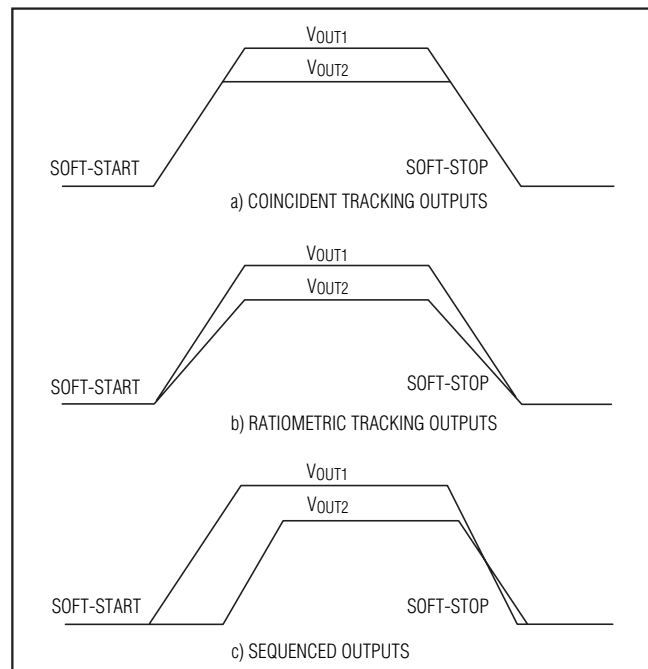 VOUT1
VOUT2
SOFT-START
SOFT-STOP
a) COINCIDENT TRACKING OUTPUTS
VOUT1
VOUT2
SOFT-START
SOFT-STOP
b) RATIOMETRIC TRACKING OUTPUTS
VOUT1
VOUT2
SOFT-START
SOFT-STOP
c) SEQUENCED OUTPUTS